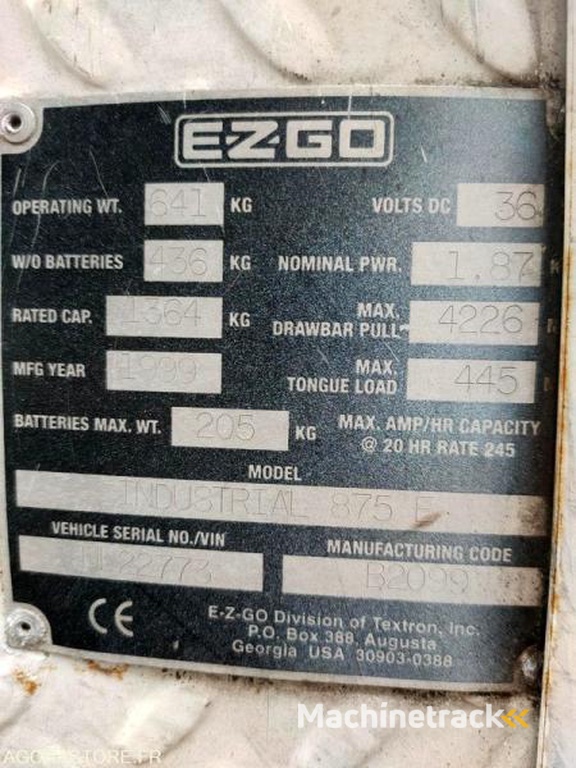 E-Z-GO
OPERATING WT. 641 KG VOLTS DC 36
W/O BATTERIES 436 KG NOMINAL PWR. 1.87
RATED CAP. 1364 KG MAX. DRAWBAR PULL 4226
MFG YEAR 1999 MAX. TONGUE LOAD 445
BATTERIES MAX. WT. 205 KG MAX. AMP/HR CAPACITY
@ 20 HR RATE 245
MODEL
INDUSTRIAL 875 E
VEHICLE SERIAL NO./VIN MANUFACTURING CODE
B2099
CE
E-Z-GO Division of Textron, Inc.
P.O. Box 388, Augusta
Georgia USA 30903-0388
Machinetrack